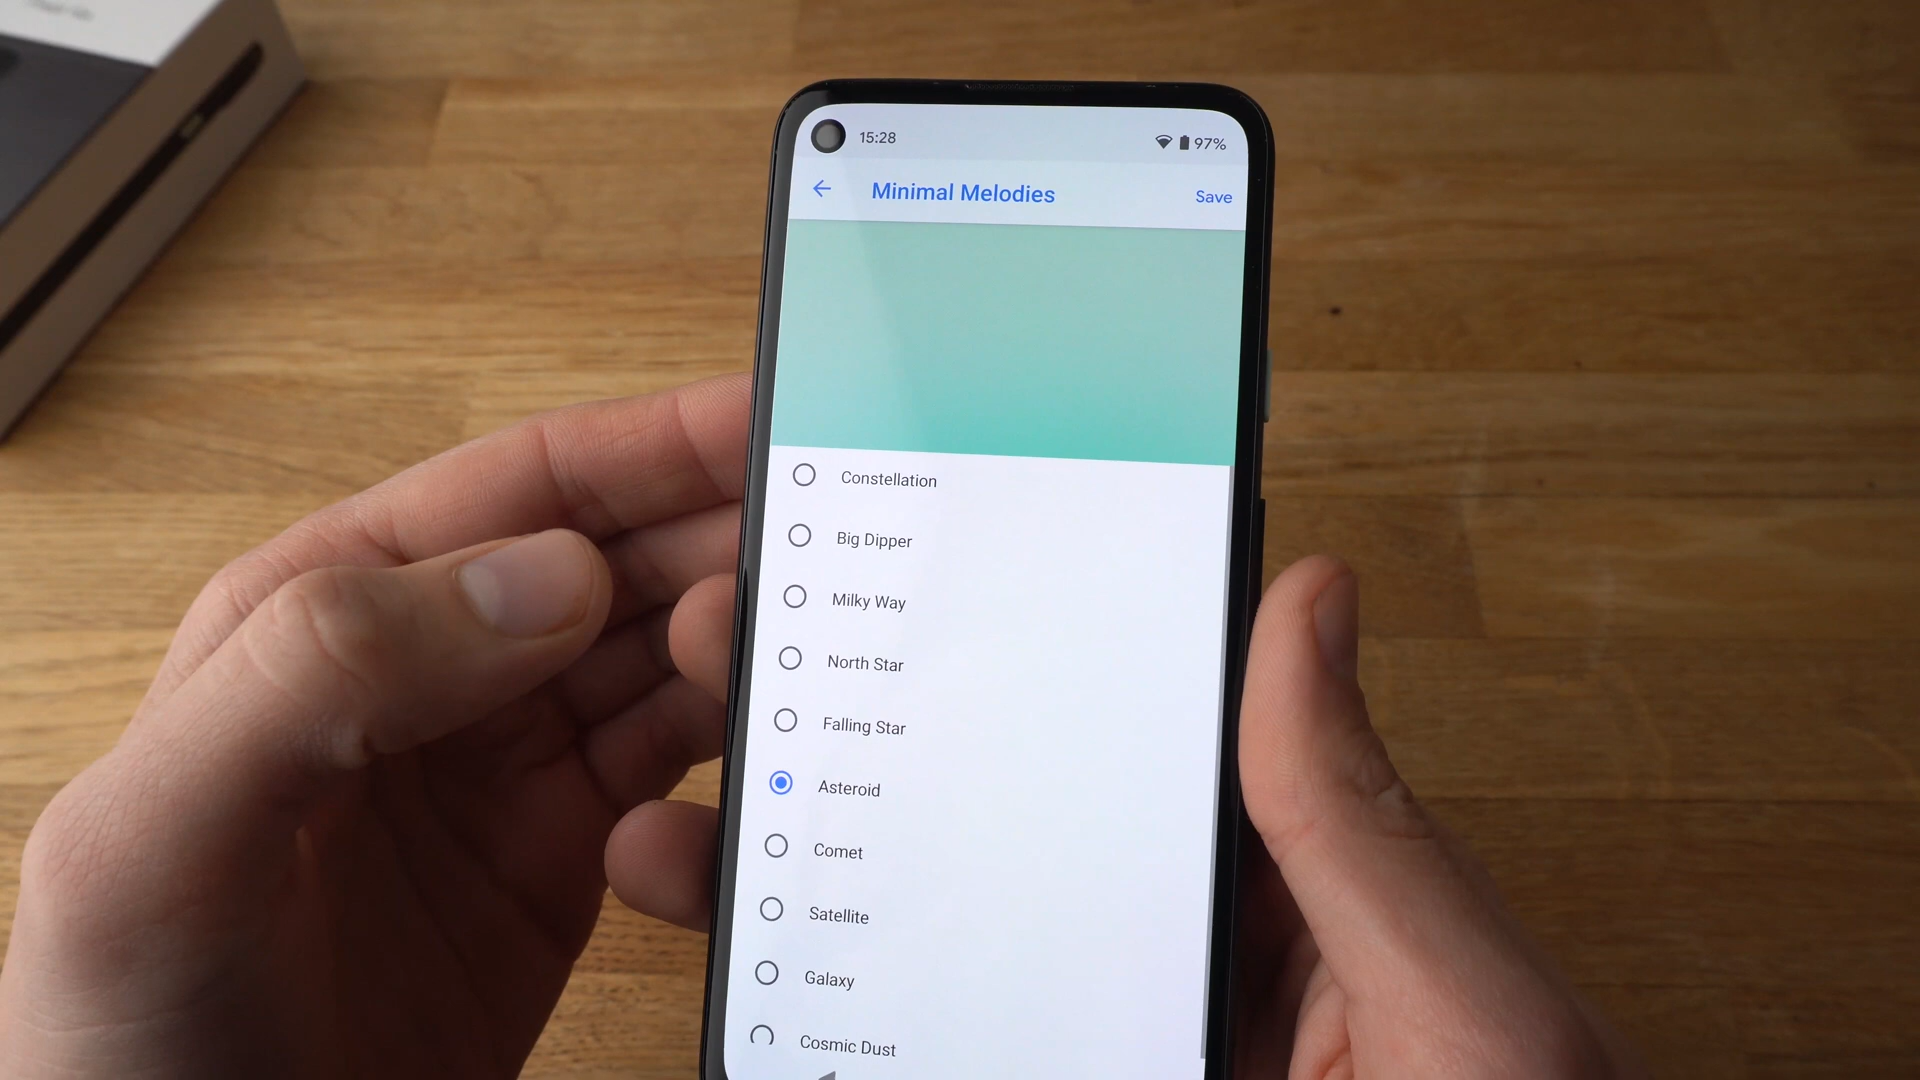 15:28 97%
Minimal Melodies Save
Constellation
Big Dipper
Milky Way
North Star
Falling Star
Asteroid
Comet
Satellite
Galaxy
Cosmic Dust